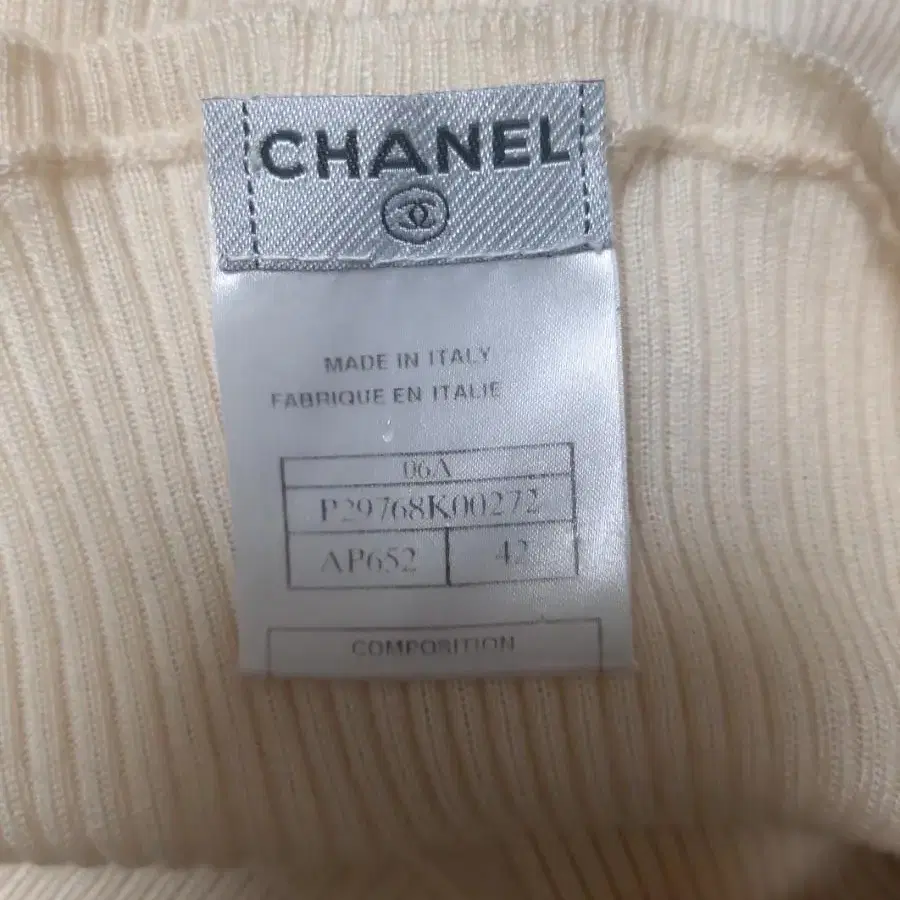 CHANEL
MADE IN ITALY
FABRIQUE EN ITALIE
06A
P29768K00272
AP652 42
COMPOSITION